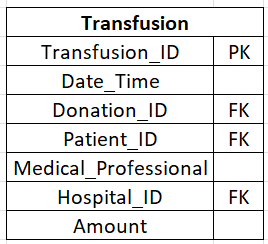 Transfusion
Transfusion_ID PK
Date_Time
Donation_ID FK
Patient_ID FK
Medical_Professional
Hospital_ID FK
Amount